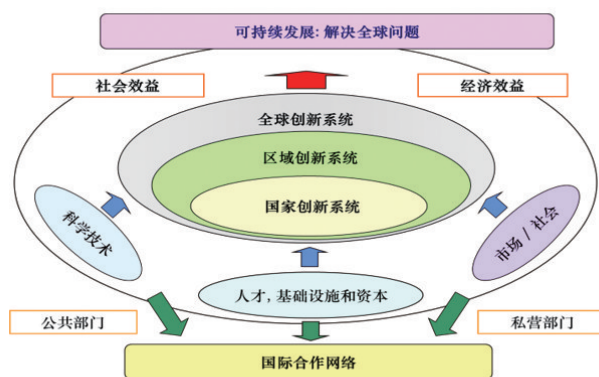 可持续发展: 解决全球问题
社会效益
经济效益
全球创新系统
区域创新系统
国家创新系统
科学技术
市场 / 社会
人才, 基础设施和资本
公共部门
私营部门
国际合作网络